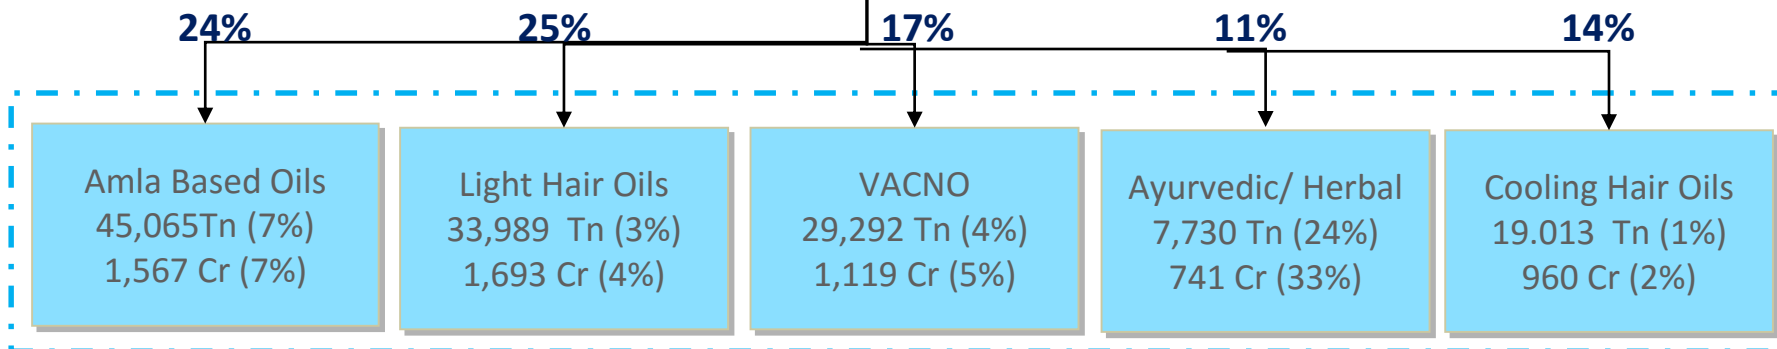 24%
25%
17%
11%
14%
Amla Based Oils
45,065Tn (7%)
1,567 Cr (7%)
Light Hair Oils
33,989 Tn (3%)
1,693 Cr (4%)
VACNO
29,292 Tn (4%)
1,119 Cr (5%)
Ayurvedic/ Herbal
7,730 Tn (24%)
741 Cr (33%)
Cooling Hair Oils
19.013 Tn (1%)
960 Cr (2%)